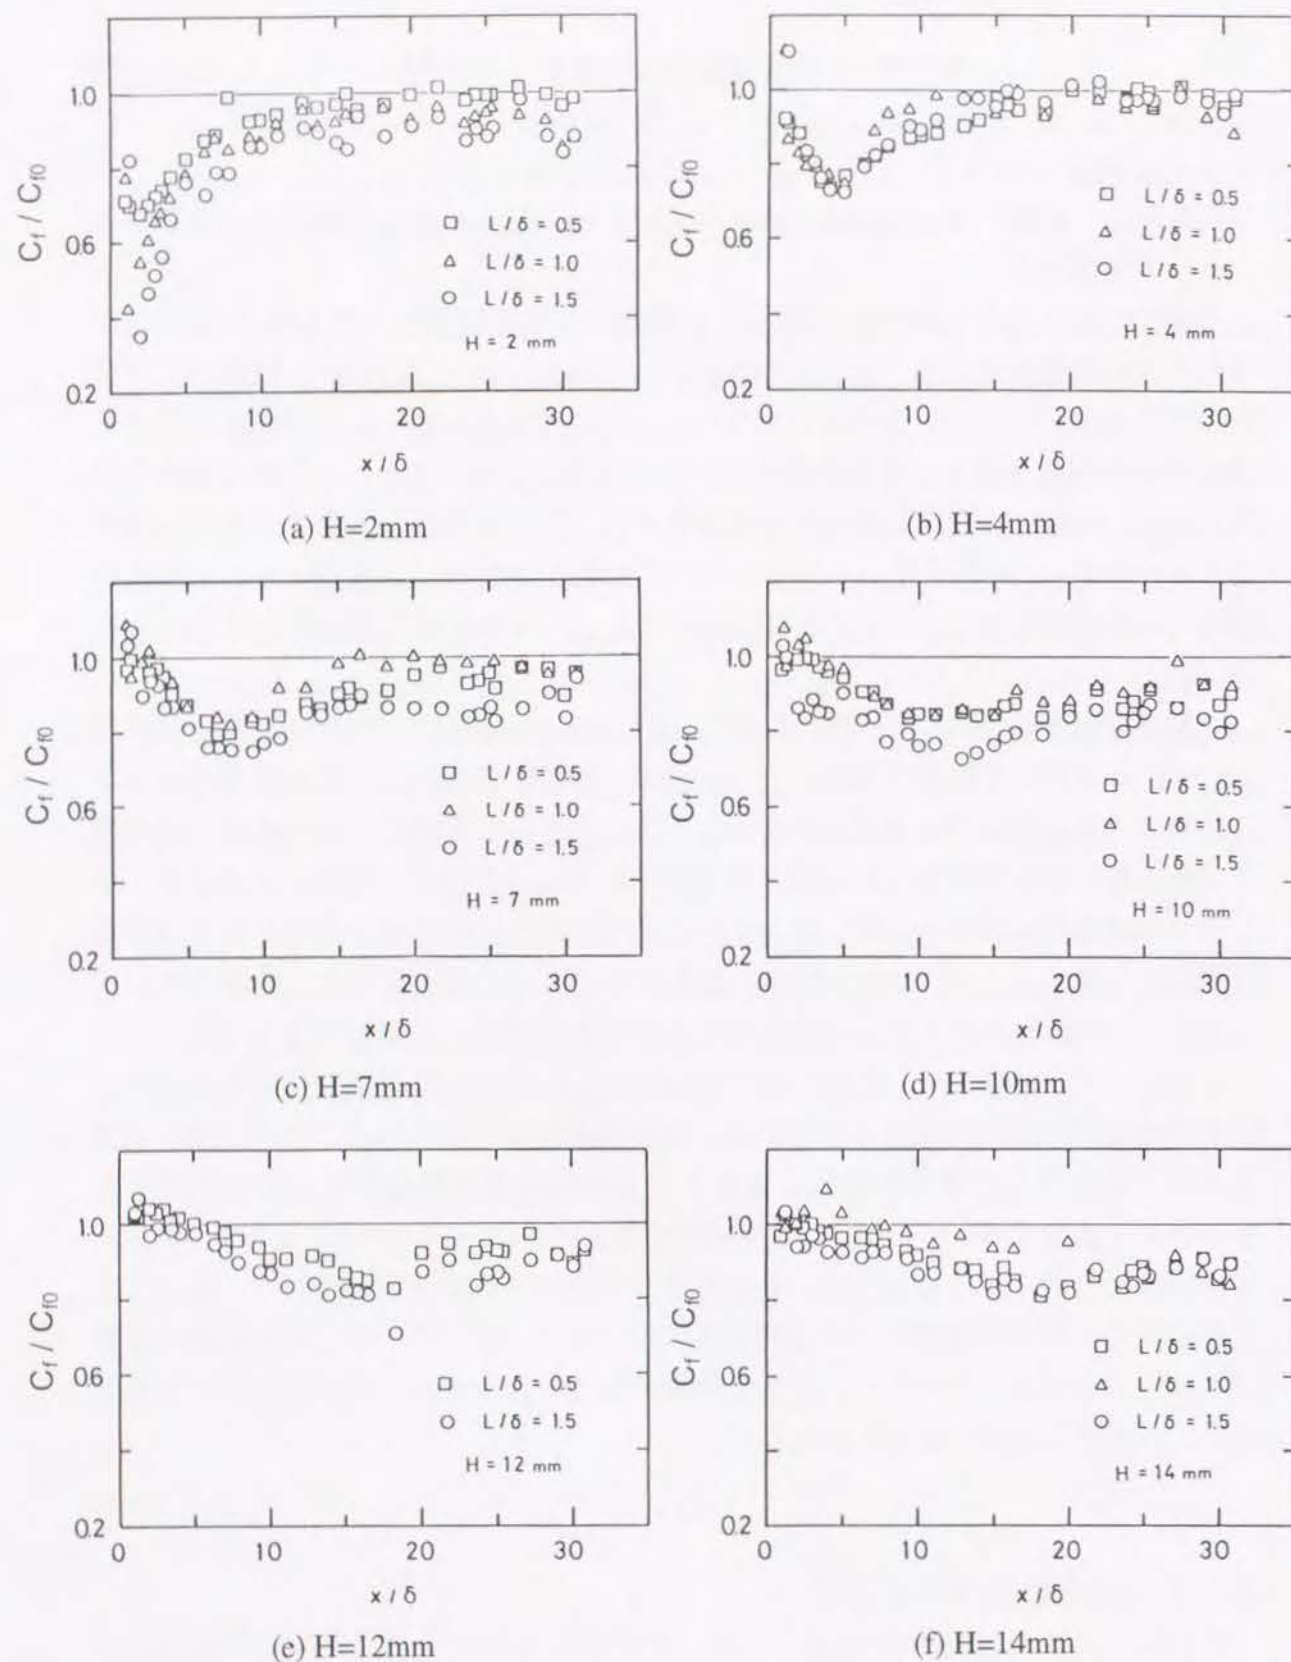 1.0
0.6
0.2
C_f / C_f0
□ L/δ = 0.5
△ L/δ = 1.0
○ L/δ = 1.5
H = 2 mm
0 10 20 30
x / δ
(a) H=2mm
1.0
0.6
0.2
C_f / C_f0
□ L/δ = 0.5
△ L/δ = 1.0
○ L/δ = 1.5
H = 4 mm
0 10 20 30
x / δ
(b) H=4mm
1.0
0.6
0.2
C_f / C_f0
□ L/δ = 0.5
△ L/δ = 1.0
○ L/δ = 1.5
H = 7 mm
0 10 20 30
x / δ
(c) H=7mm
1.0
0.6
0.2
C_f / C_f0
□ L/δ = 0.5
△ L/δ = 1.0
○ L/δ = 1.5
H = 10 mm
0 10 20 30
x / δ
(d) H=10mm
1.0
0.6
0.2
C_f / C_f0
□ L/δ = 0.5
○ L/δ = 1.5
H = 12 mm
0 10 20 30
x / δ
(e) H=12mm
1.0
0.6
0.2
C_f / C_f0
□ L/δ = 0.5
△ L/δ = 1.0
○ L/δ = 1.5
H = 14 mm
0 10 20 30
x / δ
(f) H=14mm